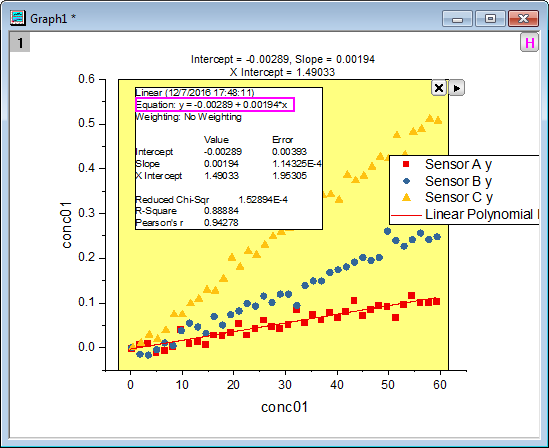 Graph1 *
1
H
Intercept = -0.00289, Slope = 0.00194
X Intercept = 1.49033
Linear (12/7/2016 17:48:11)
Equation: y = -0.00289 + 0.00194*x
Weighting: No Weighting
Value Error
Intercept -0.00289 0.00393
Slope 0.00194 1.14325E-4
X Intercept 1.49033 1.95305
Reduced Chi-Sqr 1.52894E-4
R-Square 0.88884
Pearson's r 0.94278
Sensor A y
Sensor B y
Sensor C y
Linear Polynomial
conc01
0.6
0.5
0.4
0.3
0.2
0.1
0.0
0 10 20 30 40 50 60
conc01